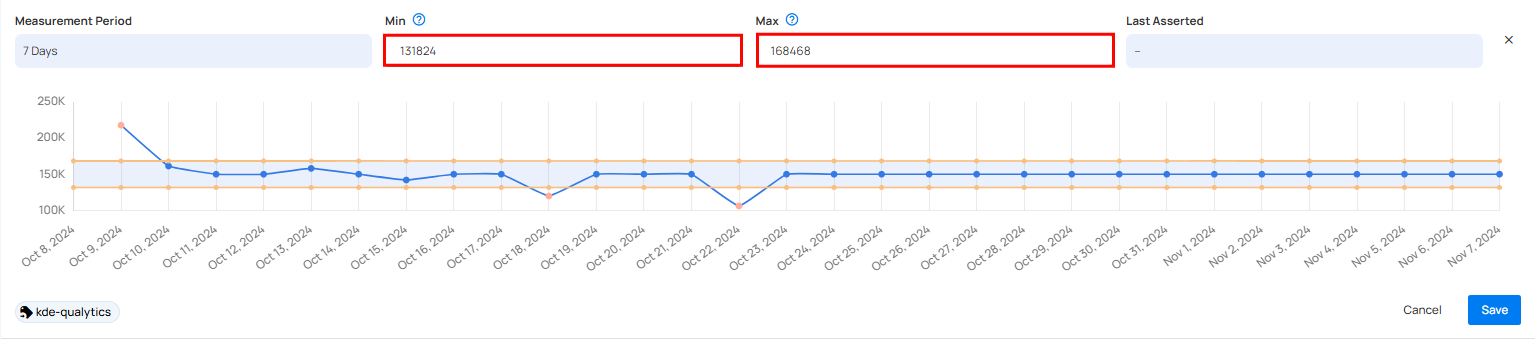 Measurement Period
Min ?
Max ?
Last Asserted
7 Days
131824
168468
–
250K
200K
150K
100K
Oct 8, 2024
Oct 9, 2024
Oct 10, 2024
Oct 11, 2024
Oct 12, 2024
Oct 13, 2024
Oct 14, 2024
Oct 15, 2024
Oct 16, 2024
Oct 17, 2024
Oct 18, 2024
Oct 19, 2024
Oct 20, 2024
Oct 21, 2024
Oct 22, 2024
Oct 23, 2024
Oct 24, 2024
Oct 25, 2024
Oct 26, 2024
Oct 27, 2024
Oct 28, 2024
Oct 29, 2024
Oct 30, 2024
Oct 31, 2024
Nov 1, 2024
Nov 2, 2024
Nov 3, 2024
Nov 4, 2024
Nov 5, 2024
Nov 6, 2024
Nov 7, 2024
kde-qualytics
Cancel
Save